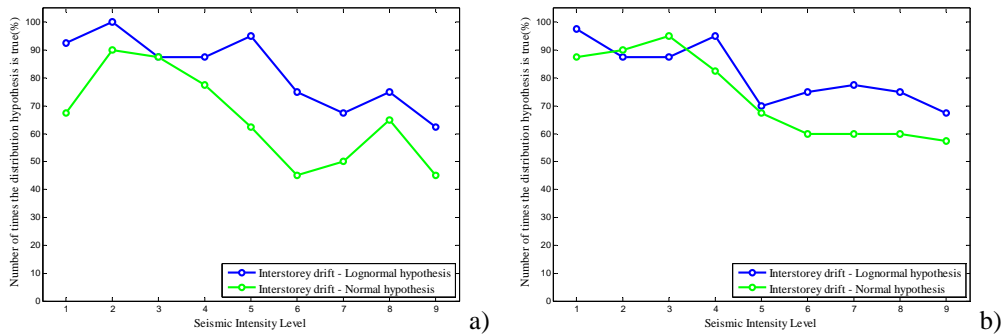 Number of times the distribution hypothesis is true(%)
100
90
80
70
60
50
40
30
20
10
0
1 2 3 4 5 6 7 8 9
Seismic Intensity Level
Interstorey drift - Lognormal hypothesis
Interstorey drift - Normal hypothesis
a)
Number of times the distribution hypothesis is true(%)
100
90
80
70
60
50
40
30
20
10
0
1 2 3 4 5 6 7 8 9
Seismic Intensity Level
Interstorey drift - Lognormal hypothesis
Interstorey drift - Normal hypothesis
b)